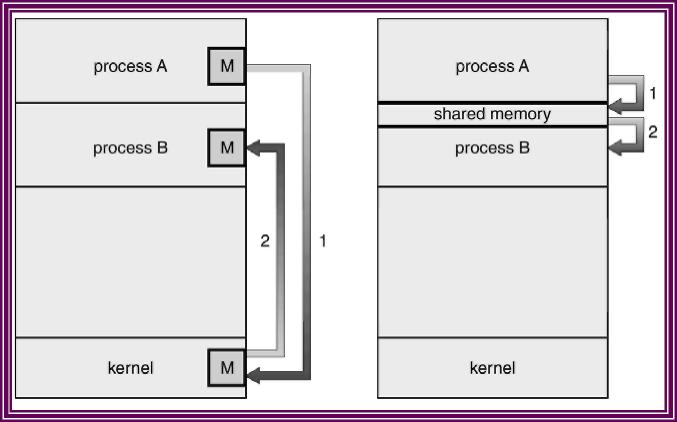 process A
M
process B
M
2
1
kernel
M
process A
1
shared memory
2
process B
kernel